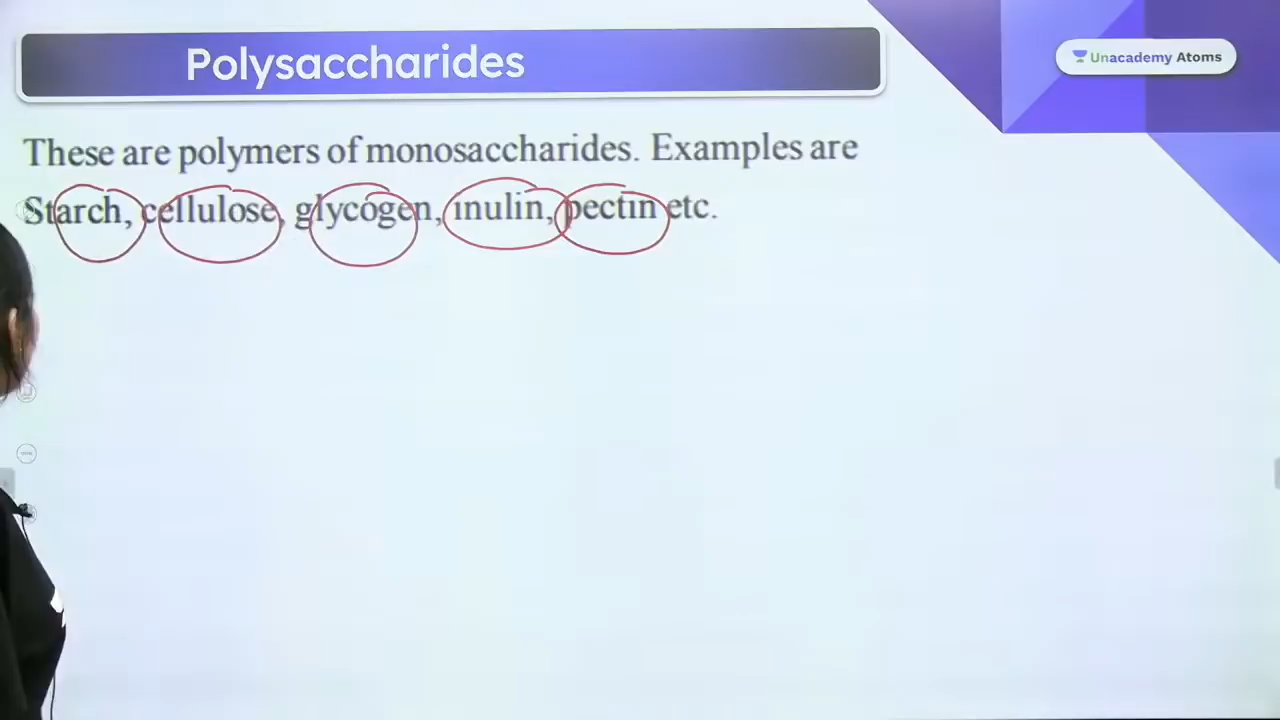 Polysaccharides
Unacademy Atoms
These are polymers of monosaccharides. Examples are
Starch, cellulose, glycogen, inulin, pectin etc.